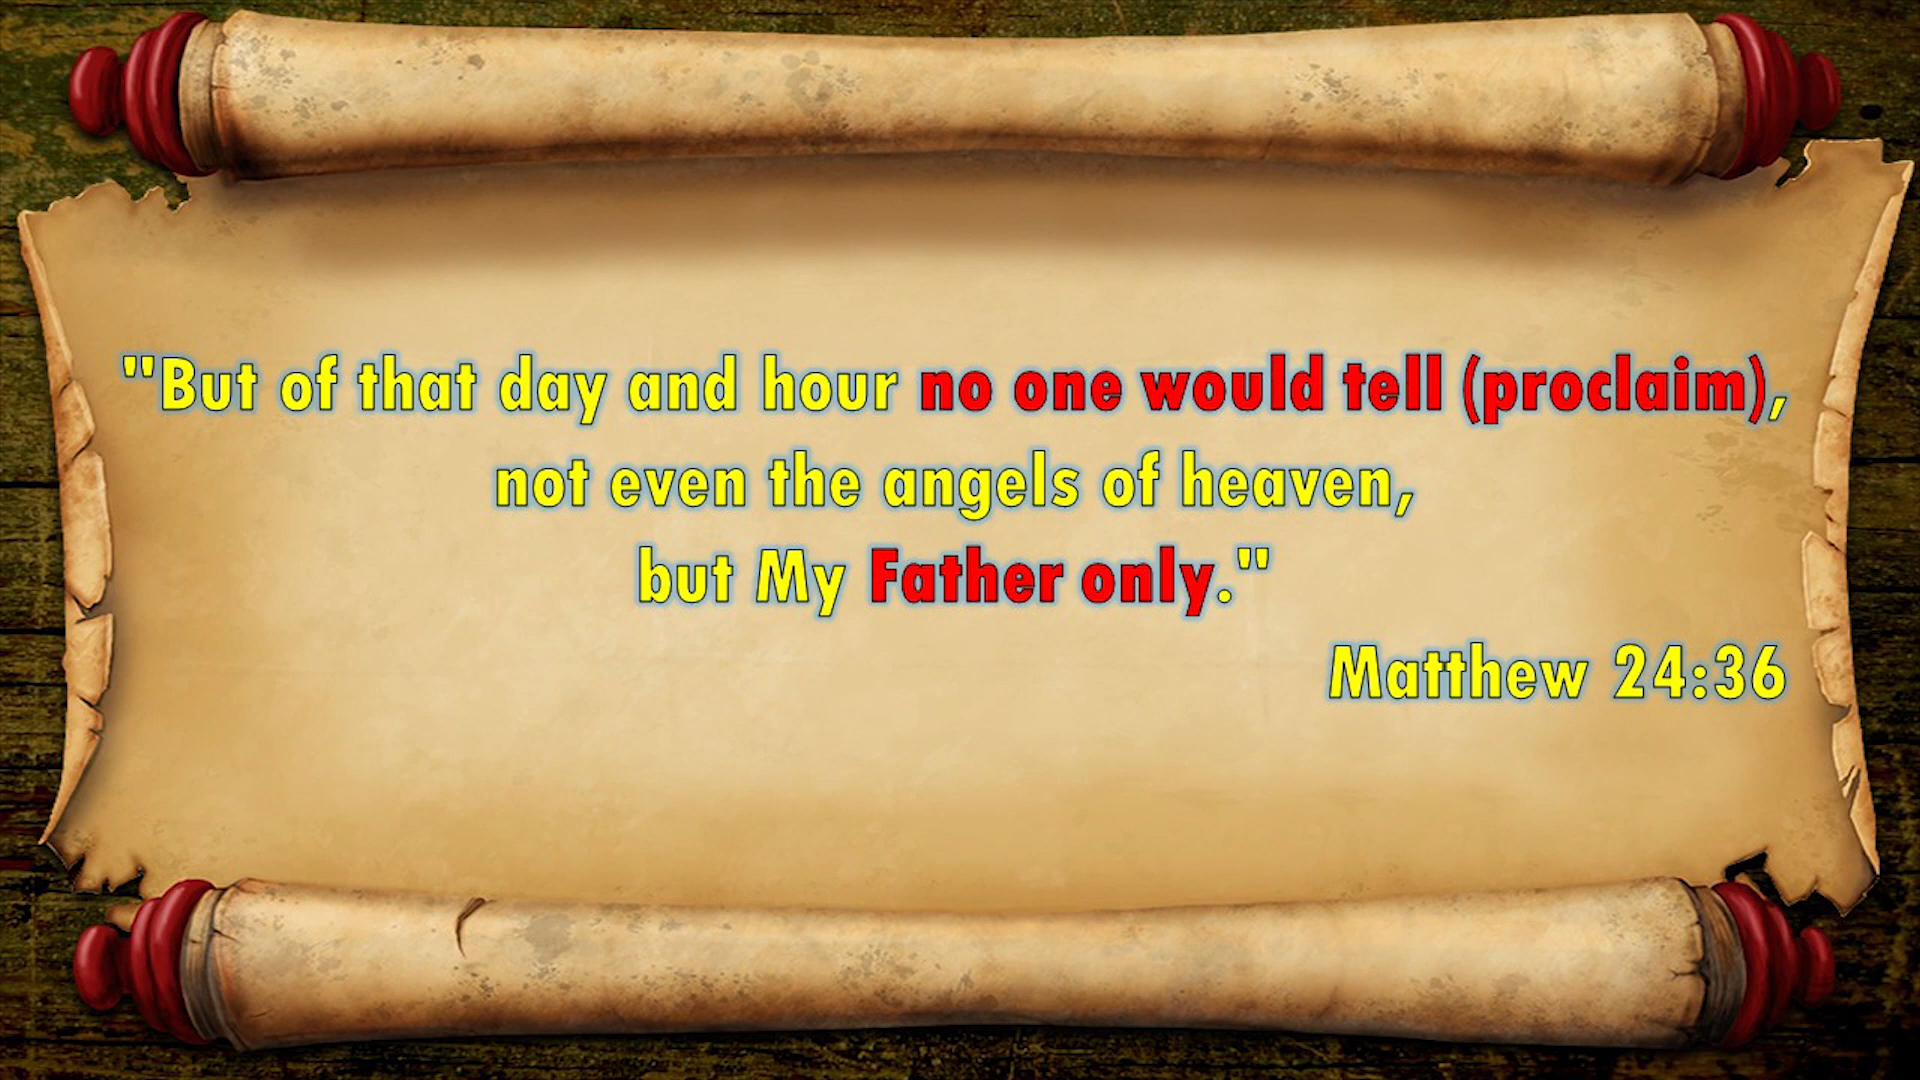 "But of that day and hour no one would tell (proclaim),
not even the angels of heaven,
but My Father only."
Matthew 24:36